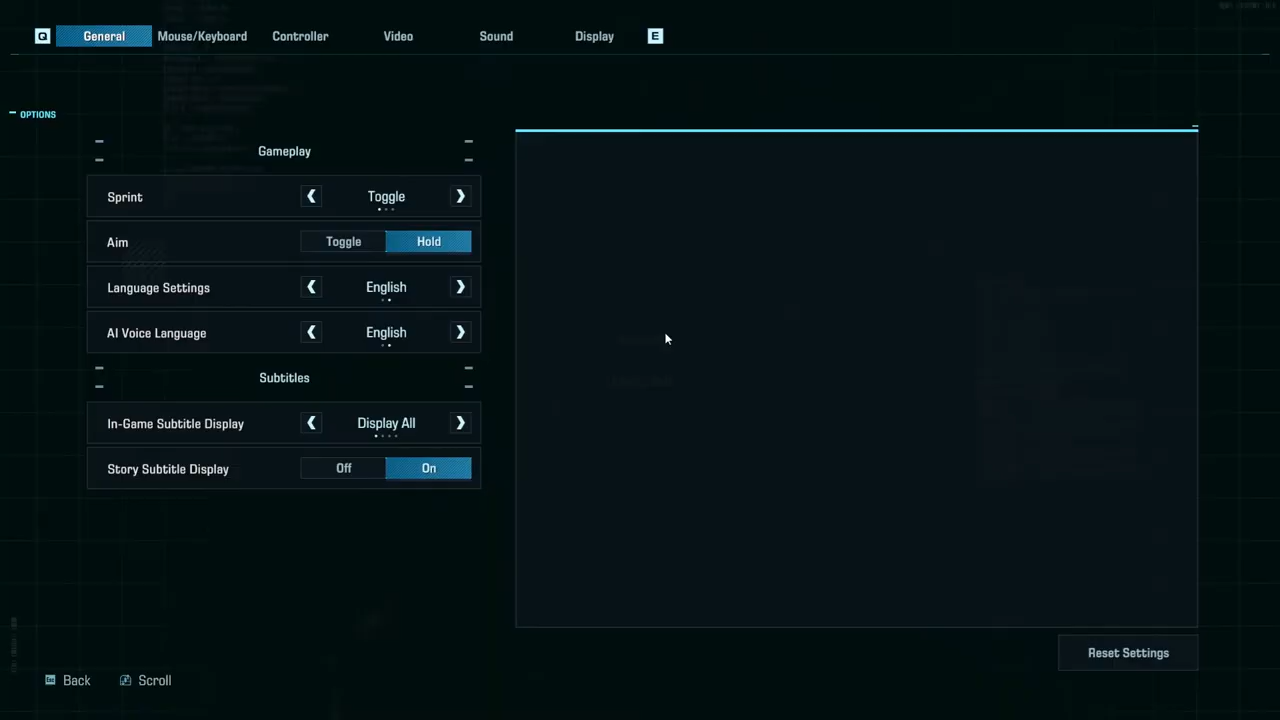 Q General Mouse/Keyboard Controller Video Sound Display E
OPTIONS
Gameplay
Sprint Toggle
Aim Toggle Hold
Language Settings English
AI Voice Language English
Subtitles
In-Game Subtitle Display Display All
Story Subtitle Display Off On
Reset Settings
Back Scroll